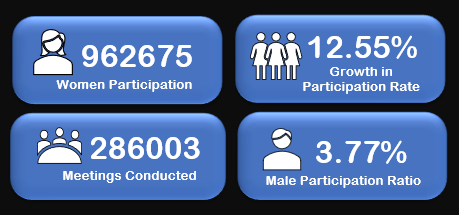 962675
Women Participation
12.55%
Growth in
Participation Rate
286003
Meetings Conducted
3.77%
Male Participation Ratio